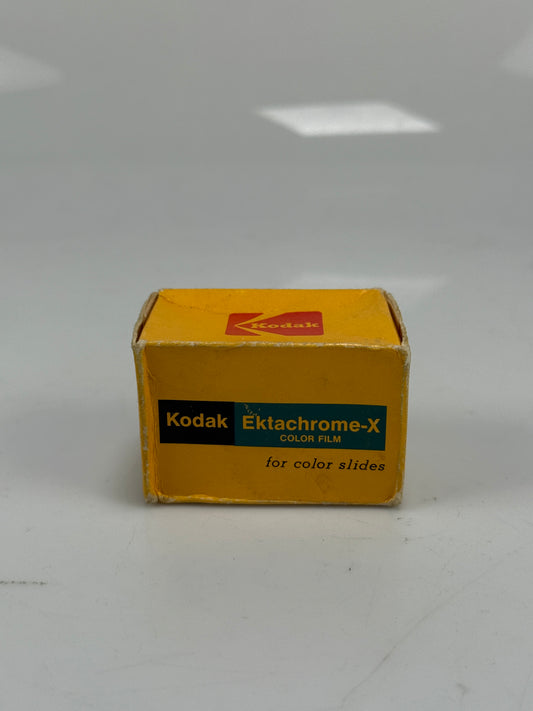 Kodak
Kodak Ektachrome-X
COLOR FILM
for color slides